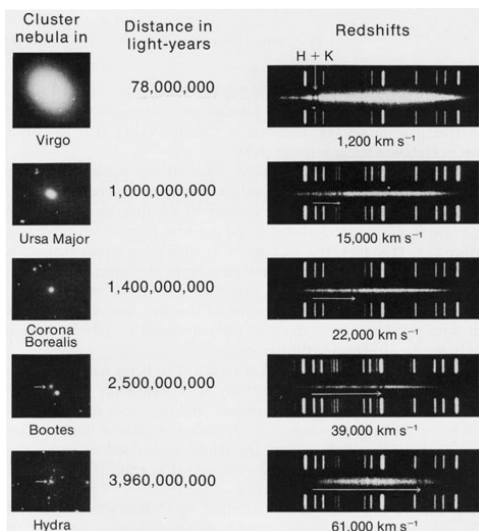 Cluster nebula in
Distance in light-years
Redshifts
H + K
78,000,000
Virgo
1,200 km s⁻¹
1,000,000,000
Ursa Major
15,000 km s⁻¹
1,400,000,000
Corona Borealis
22,000 km s⁻¹
2,500,000,000
Bootes
39,000 km s⁻¹
3,960,000,000
Hydra
61,000 km s⁻¹